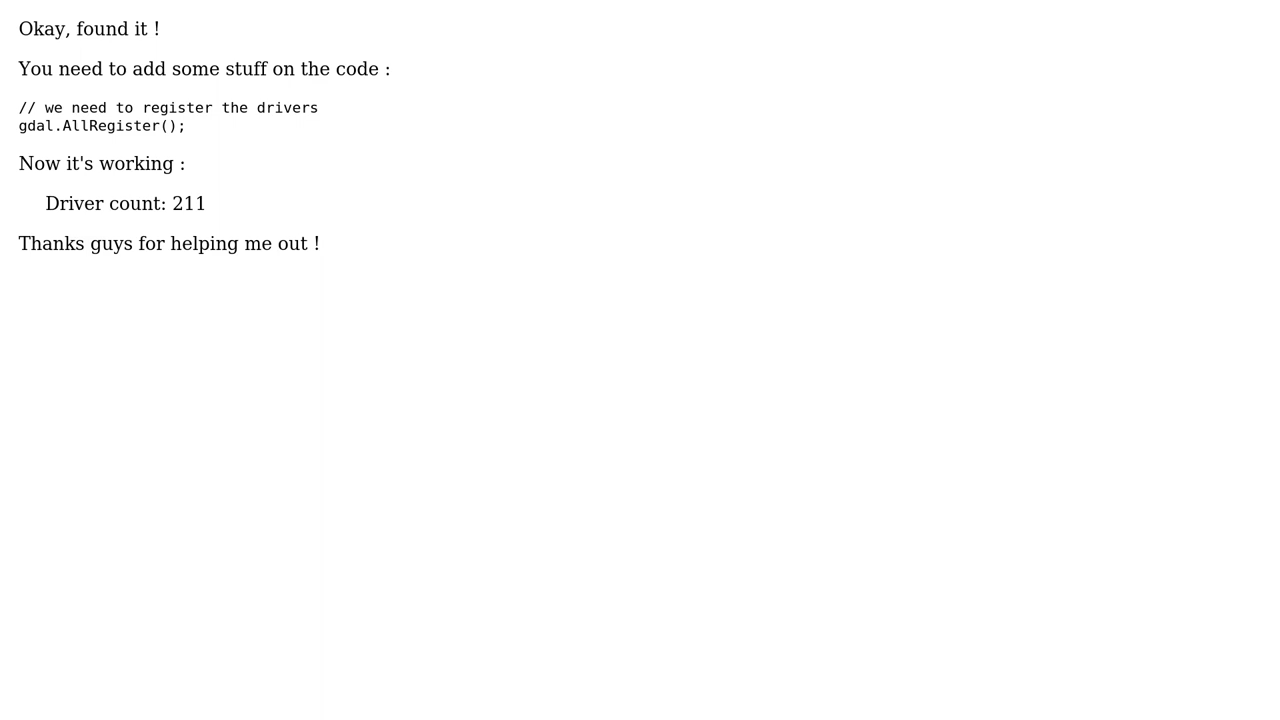 Okay, found it !
You need to add some stuff on the code :
// we need to register the drivers
gdal.AllRegister();
Now it's working :
Driver count: 211
Thanks guys for helping me out !